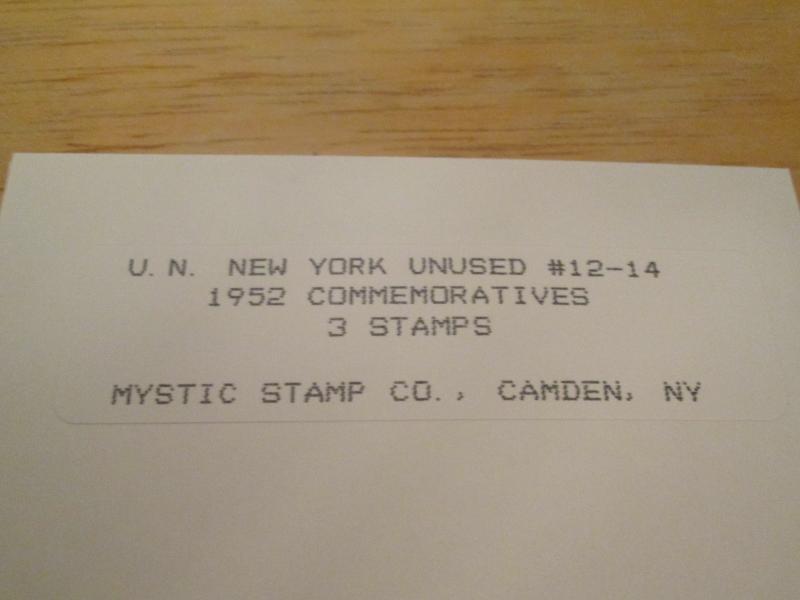 U. N. NEW YORK UNUSED #12-14
1952 COMMEMORATIVES
3 STAMPS
MYSTIC STAMP CO., CAMDEN, NY